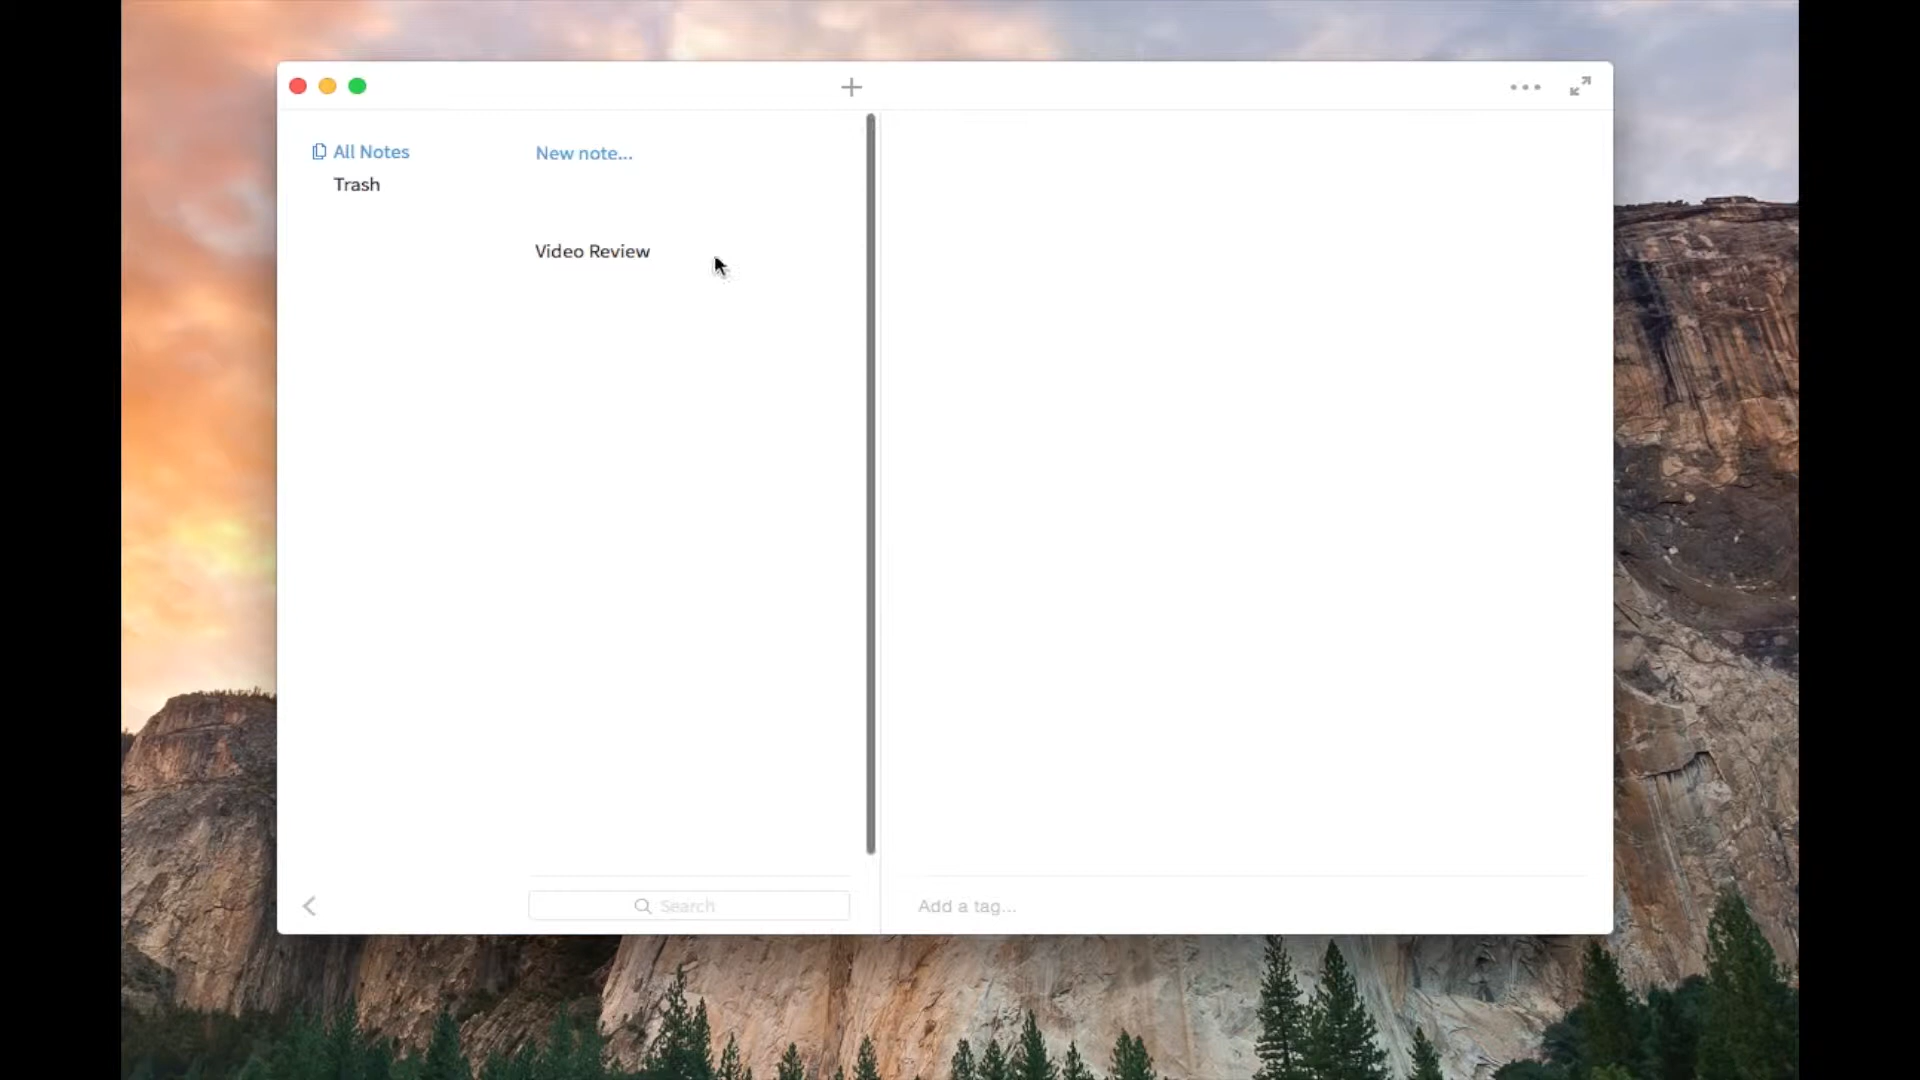 All Notes
Trash
New note...
Video Review
Search
Add a tag...